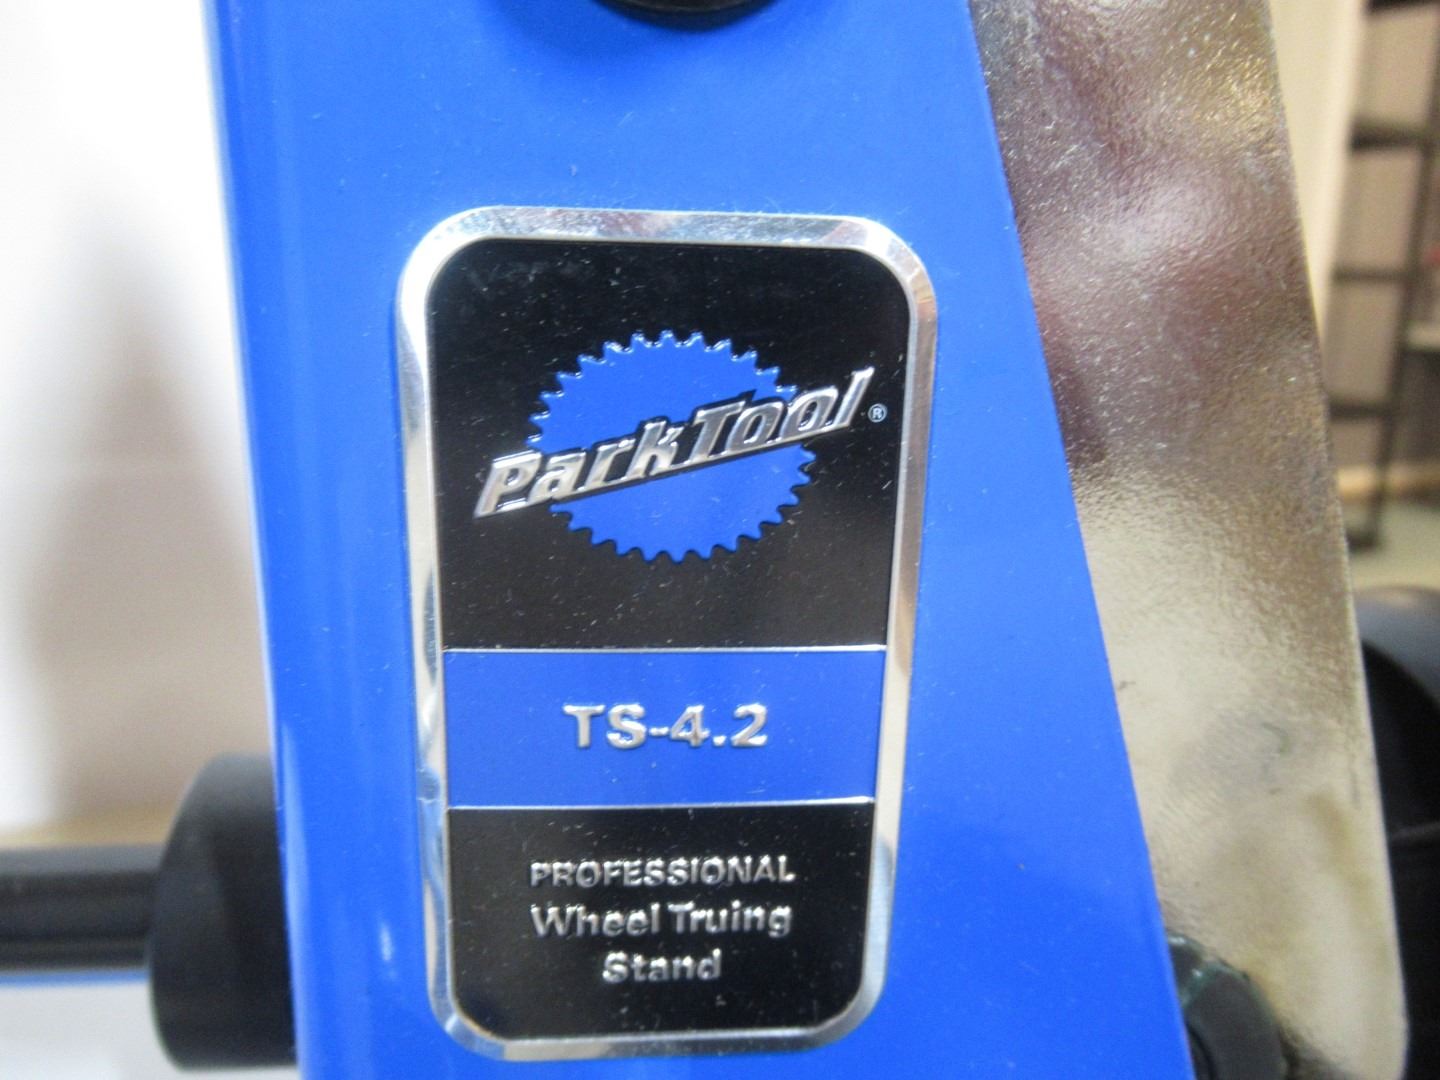 ParkTool®
TS-4.2
PROFESSIONAL
Wheel Truing
Stand